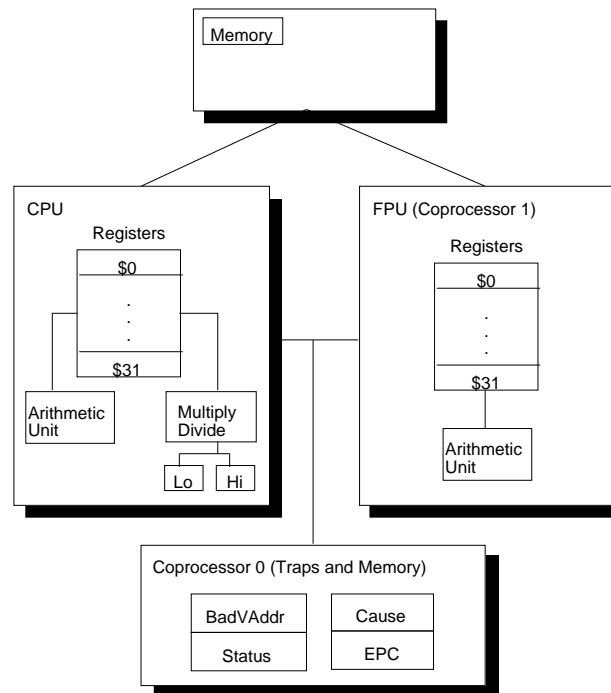 Memory
CPU
Registers
$0
.
.
.
$31
Arithmetic
Unit
Multiply
Divide
Lo
Hi
FPU (Coprocessor 1)
Registers
$0
.
.
.
$31
Arithmetic
Unit
Coprocessor 0 (Traps and Memory)
BadVAddr
Cause
Status
EPC